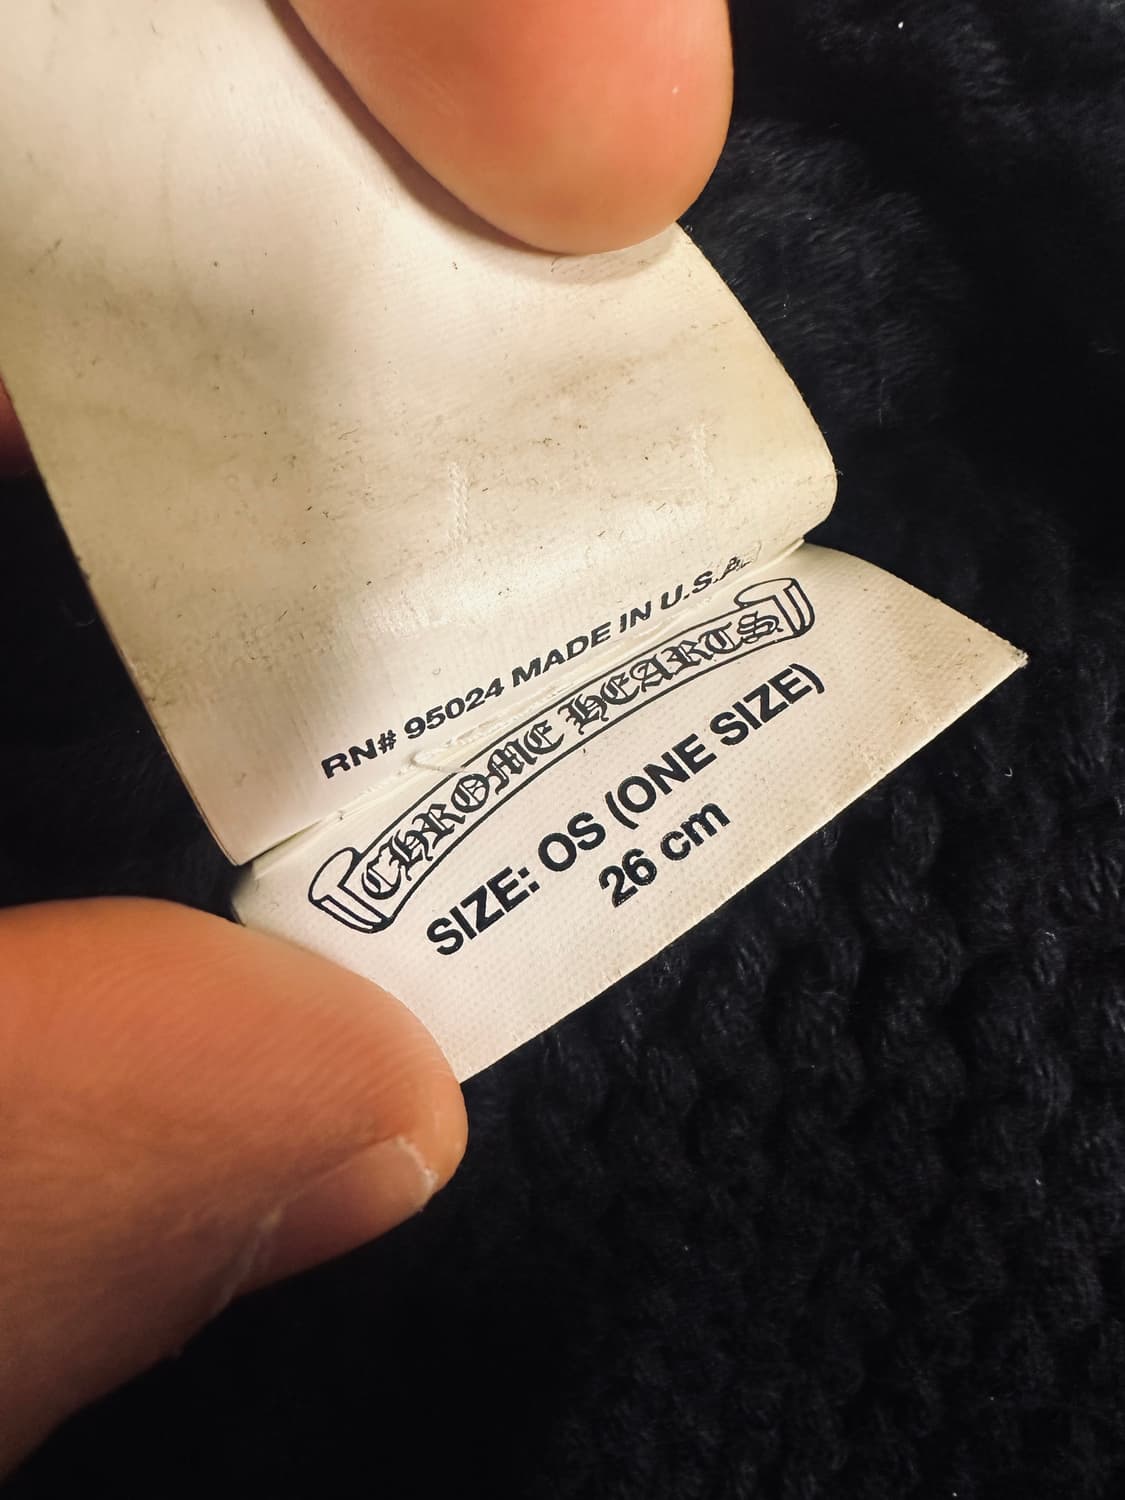 RN# 95024 MADE IN U.S.A.
CHROME HEARTS
SIZE: OS (ONE SIZE)
26 cm